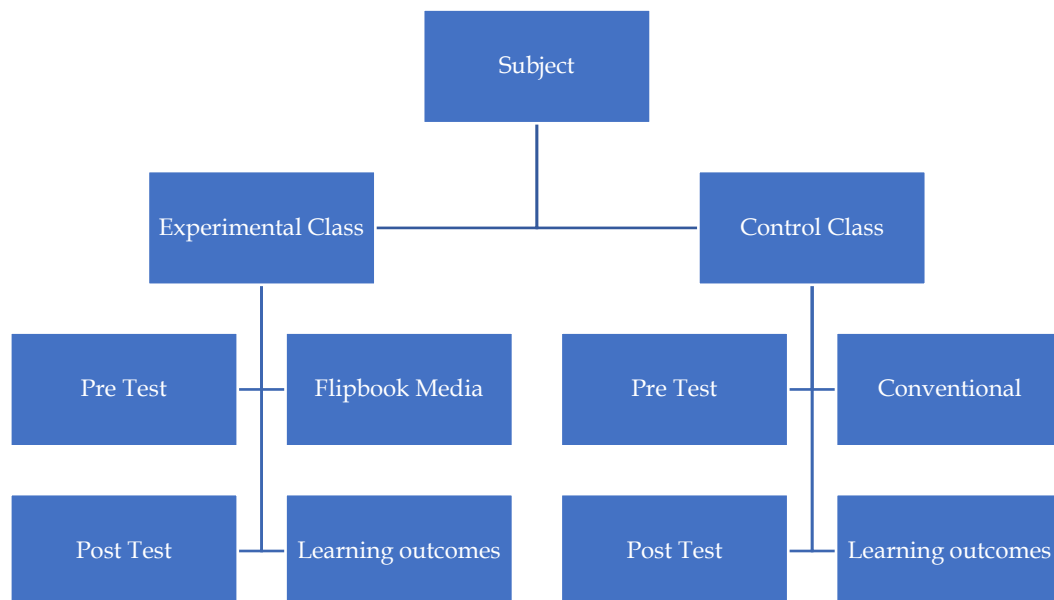 Subject
Experimental Class
Control Class
Pre Test
Flipbook Media
Pre Test
Conventional
Post Test
Learning outcomes
Post Test
Learning outcomes